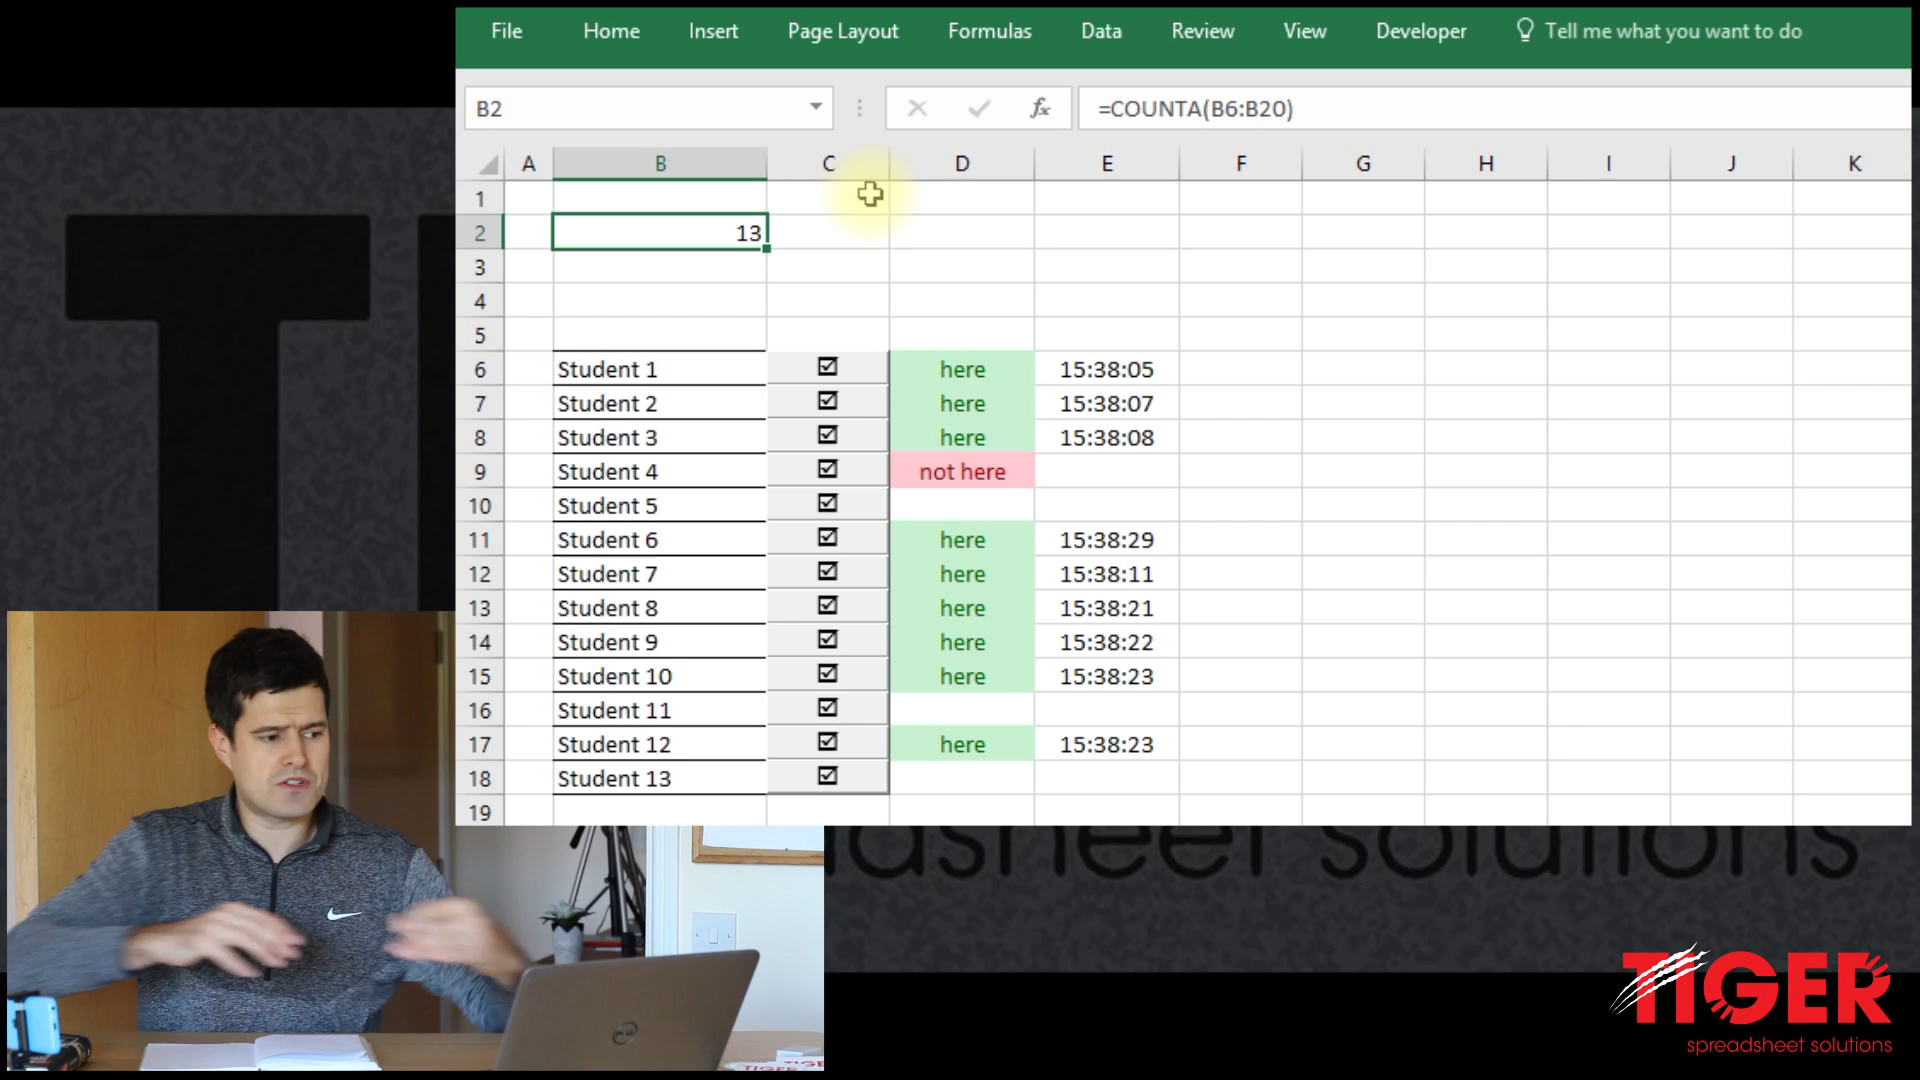 File Home Insert Page Layout Formulas Data Review View Developer Tell me what you want to do
B2 fx =COUNTA(B6:B20)
A B C D E F G H I J K
1
2 13
3
4
5
6 Student 1 here 15:38:05
7 Student 2 here 15:38:07
8 Student 3 here 15:38:08
9 Student 4 not here
10 Student 5
11 Student 6 here 15:38:29
12 Student 7 here 15:38:11
13 Student 8 here 15:38:21
14 Student 9 here 15:38:22
15 Student 10 here 15:38:23
16 Student 11
17 Student 12 here 15:38:23
18 Student 13
19
adsheet solutions
TIGER
spreadsheet solutions
DELL